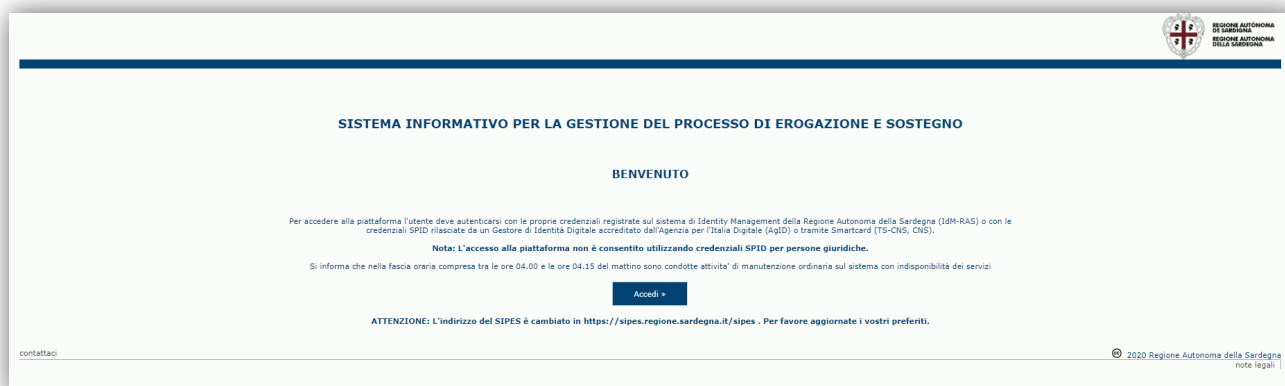 REGIONE AUTÒNOMA
DE SARDIGNA
REGIONE AUTONOMA
DELLA SARDEGNA
SISTEMA INFORMATIVO PER LA GESTIONE DEL PROCESSO DI EROGAZIONE E SOSTEGNO
BENVENUTO
Per accedere alla piattaforma l'utente deve autenticarsi con le proprie credenziali registrate sul sistema di Identity Management della Regione Autonoma della Sardegna (IdM-RAS) o con le
credenziali SPID rilasciate da un Gestore di Identità Digitale accreditato dall'Agenzia per l'Italia Digitale (AgID) o tramite Smartcard (TS-CNS, CNS).
Nota: L'accesso alla piattaforma non è consentito utilizzando credenziali SPID per persone giuridiche.
Si informa che nella fascia oraria compresa tra le ore 04.00 e le ore 04.15 del mattino sono condotte attivita' di manutenzione ordinaria sul sistema con indisponibilità dei servizi
Accedi »
ATTENZIONE: L'indirizzo del SIPES è cambiato in https://sipes.regione.sardegna.it/sipes . Per favore aggiornate i vostri preferiti.
contattaci
2020 Regione Autonoma della Sardegna
note legali |